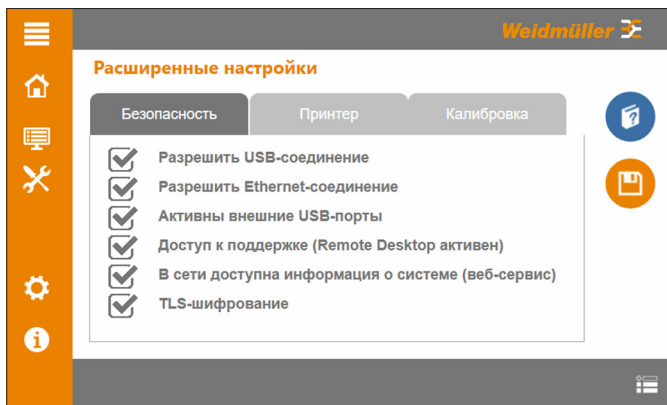 Weidmüller
Расширенные настройки
Безопасность
Принтер
Калибровка
Разрешить USB-соединение
Разрешить Ethernet-соединение
Активны внешние USB-порты
Доступ к поддержке (Remote Desktop активен)
В сети доступна информация о системе (веб-сервис)
TLS-шифрование